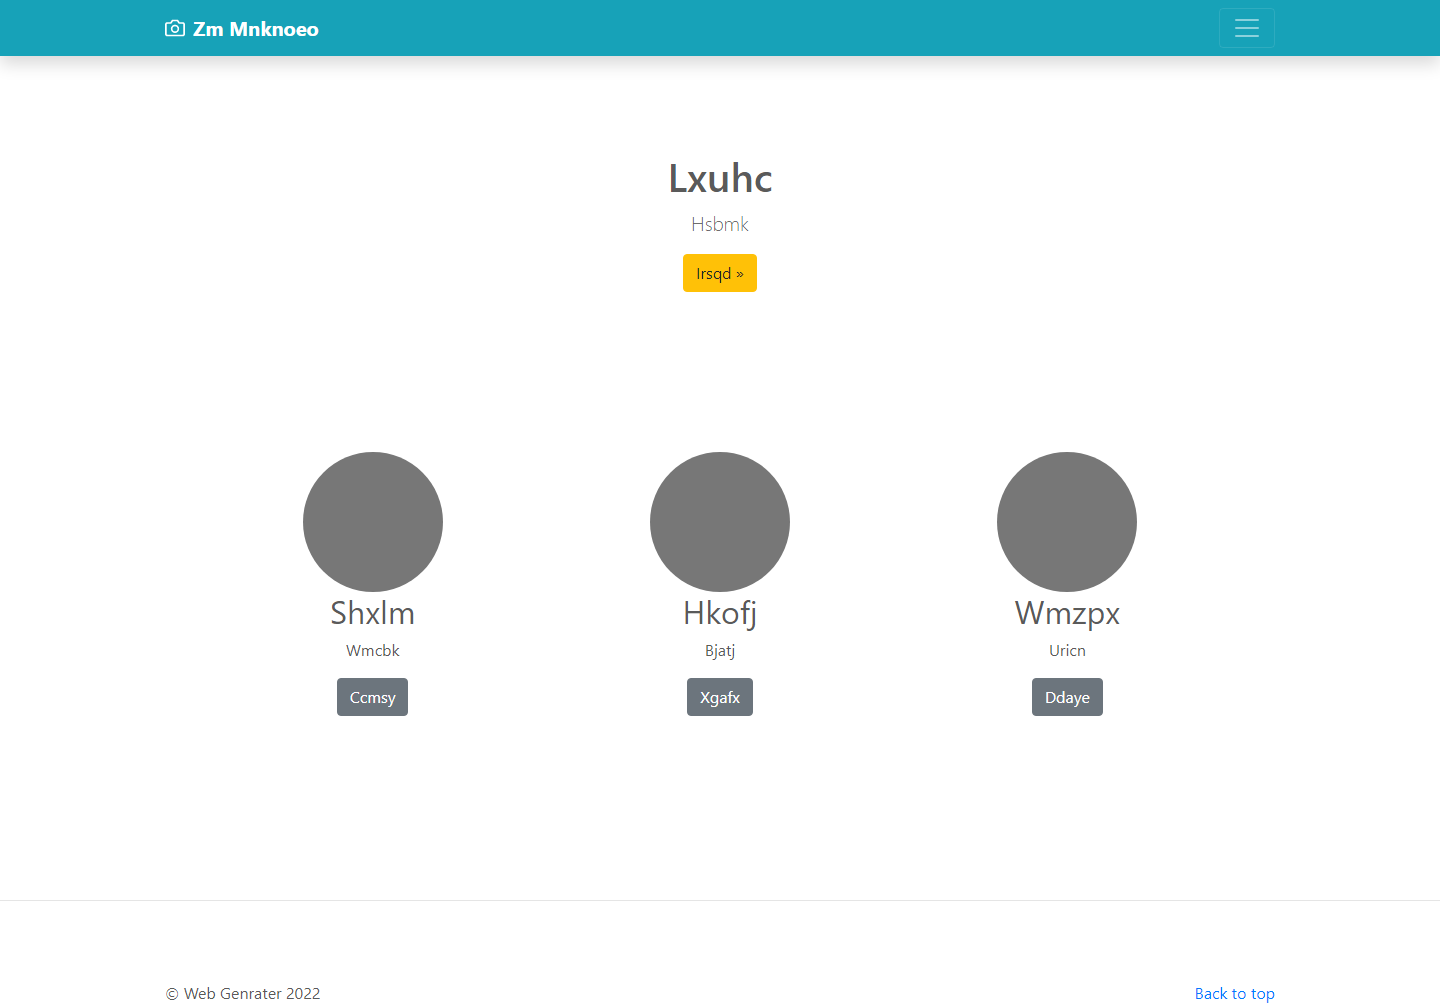 Zm Mnknoeo
Lxuhc
Hsbmk
Irsqd »
Shxlm
Hkofj
Wmzpx
Wmcbk
Bjatj
Uricn
Ccmsy
Xgafx
Ddaye
© Web Genrater 2022
Back to top